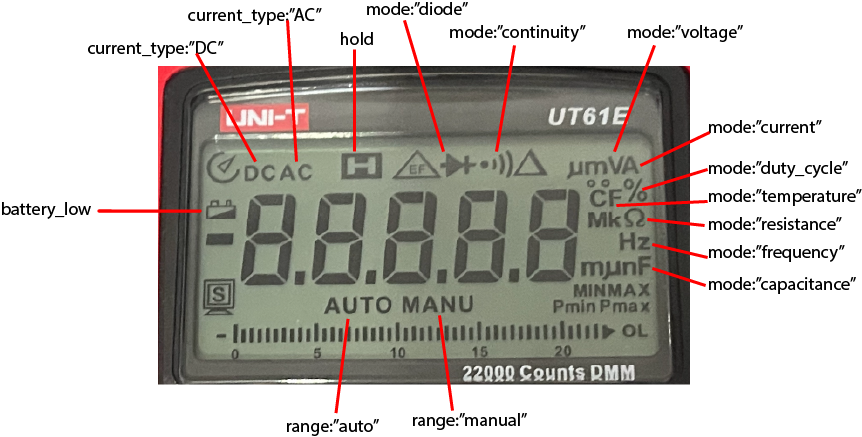 current_type:"AC"
mode:"diode"
current_type:"DC"
hold
mode:"continuity"
mode:"voltage"
UNI-T
UT61E
DC AC
H
EF
µmVA
mode:"current"
mode:"duty_cycle"
°C°F%
mode:"temperature"
battery_low
8.8.8.8.8
MkΩ
mode:"resistance"
Hz
mode:"frequency"
mµnF
mode:"capacitance"
S
MINMAX
AUTO MANU
Pmin Pmax
OL
0 5 10 15 20
22000 Counts DMM
range:"auto"
range:"manual"